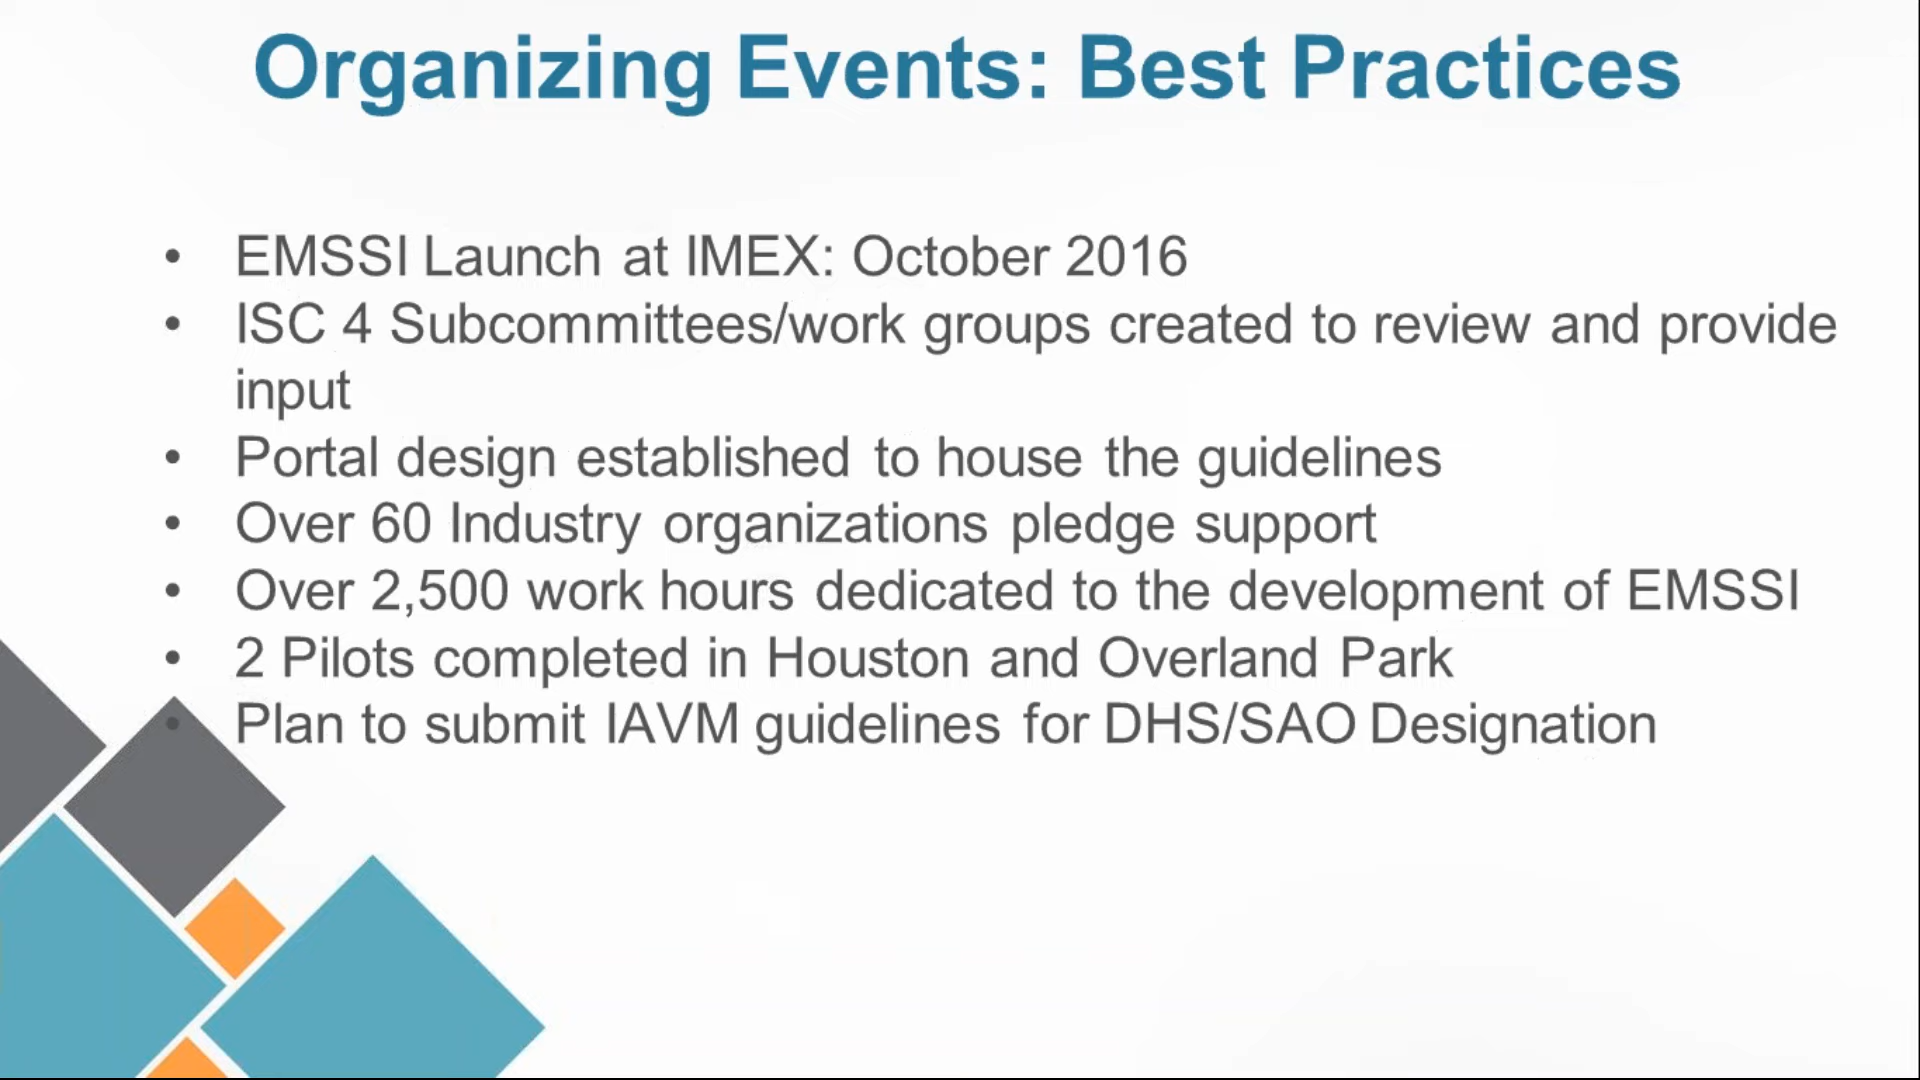 Organizing Events: Best Practices
• EMSSI Launch at IMEX: October 2016
• ISC 4 Subcommittees/work groups created to review and provide
input
• Portal design established to house the guidelines
• Over 60 Industry organizations pledge support
• Over 2,500 work hours dedicated to the development of EMSSI
• 2 Pilots completed in Houston and Overland Park
• Plan to submit IAVM guidelines for DHS/SAO Designation